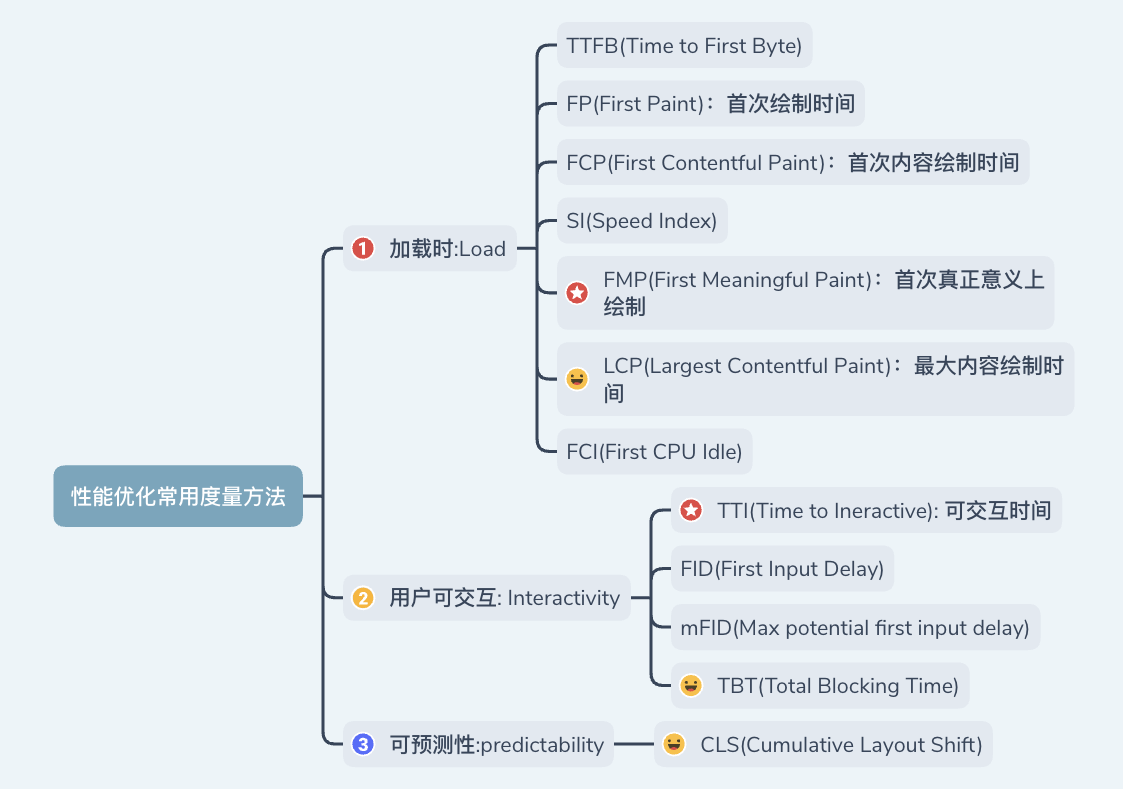 TTFB(Time to First Byte)
FP(First Paint)：首次绘制时间
FCP(First Contentful Paint)：首次内容绘制时间
SI(Speed Index)
1 加载时:Load
FMP(First Meaningful Paint)：首次真正意义上
绘制
LCP(Largest Contentful Paint)：最大内容绘制时
间
FCI(First CPU Idle)
性能优化常用度量方法
TTI(Time to Ineractive): 可交互时间
FID(First Input Delay)
2 用户可交互: Interactivity
mFID(Max potential first input delay)
TBT(Total Blocking Time)
3 可预测性:predictability
CLS(Cumulative Layout Shift)